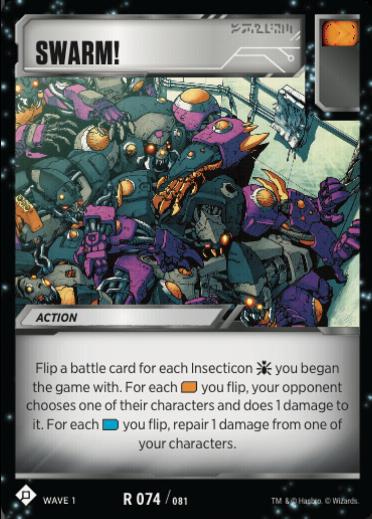 SWARM!
ACTION
Flip a battle card for each Insecticon you began
the game with. For each you flip, your opponent
chooses one of their characters and does 1 damage to
it. For each you flip, repair 1 damage from one of
your characters.
WAVE 1
R 074 / 081
TM & © Hasbro. © Wizards.